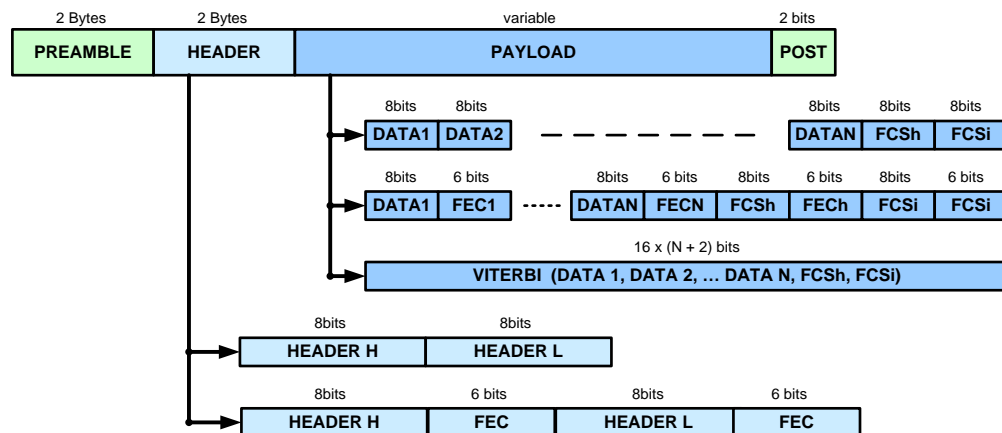 2 Bytes 2 Bytes variable 2 bits
PREAMBLE HEADER PAYLOAD POST
8bits 8bits 8bits 8bits 8bits
DATA1 DATA2 DATAN FCSh FCSi
8bits 6 bits 8bits 6 bits 8bits 6 bits 8bits 6 bits
DATA1 FEC1 DATAN FECN FCSh FECh FCSi FCSi
16 x (N + 2) bits
VITERBI (DATA 1, DATA 2, ... DATA N, FCSh, FCSi)
8bits 8bits
HEADER H HEADER L
8bits 6 bits 8bits 6 bits
HEADER H FEC HEADER L FEC